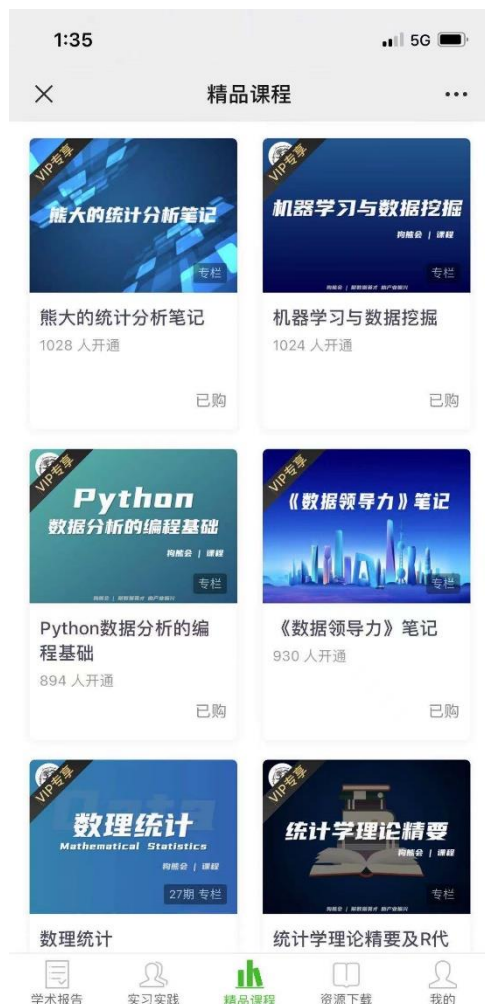 1:35
5G
精品课程
VIP专享
熊大的统计分析笔记
专栏
VIP专享
机器学习与数据挖掘
狗熊会 | 课程
专栏
熊大的统计分析笔记
1028 人开通
已购
机器学习与数据挖掘
1024 人开通
已购
VIP专享
Python
数据分析的编程基础
狗熊会 | 课程
专栏
VIP专享
《数据领导力》笔记
专栏
Python数据分析的编
程基础
894 人开通
已购
《数据领导力》笔记
930 人开通
已购
VIP专享
数理统计
Mathematical Statistics
狗熊会 | 课程
27期 专栏
VIP专享
统计学理论精要
狗熊会 | 课程
专栏
数理统计
统计学理论精要及R代
学术报告
实习实践
精品课程
资源下载
我的